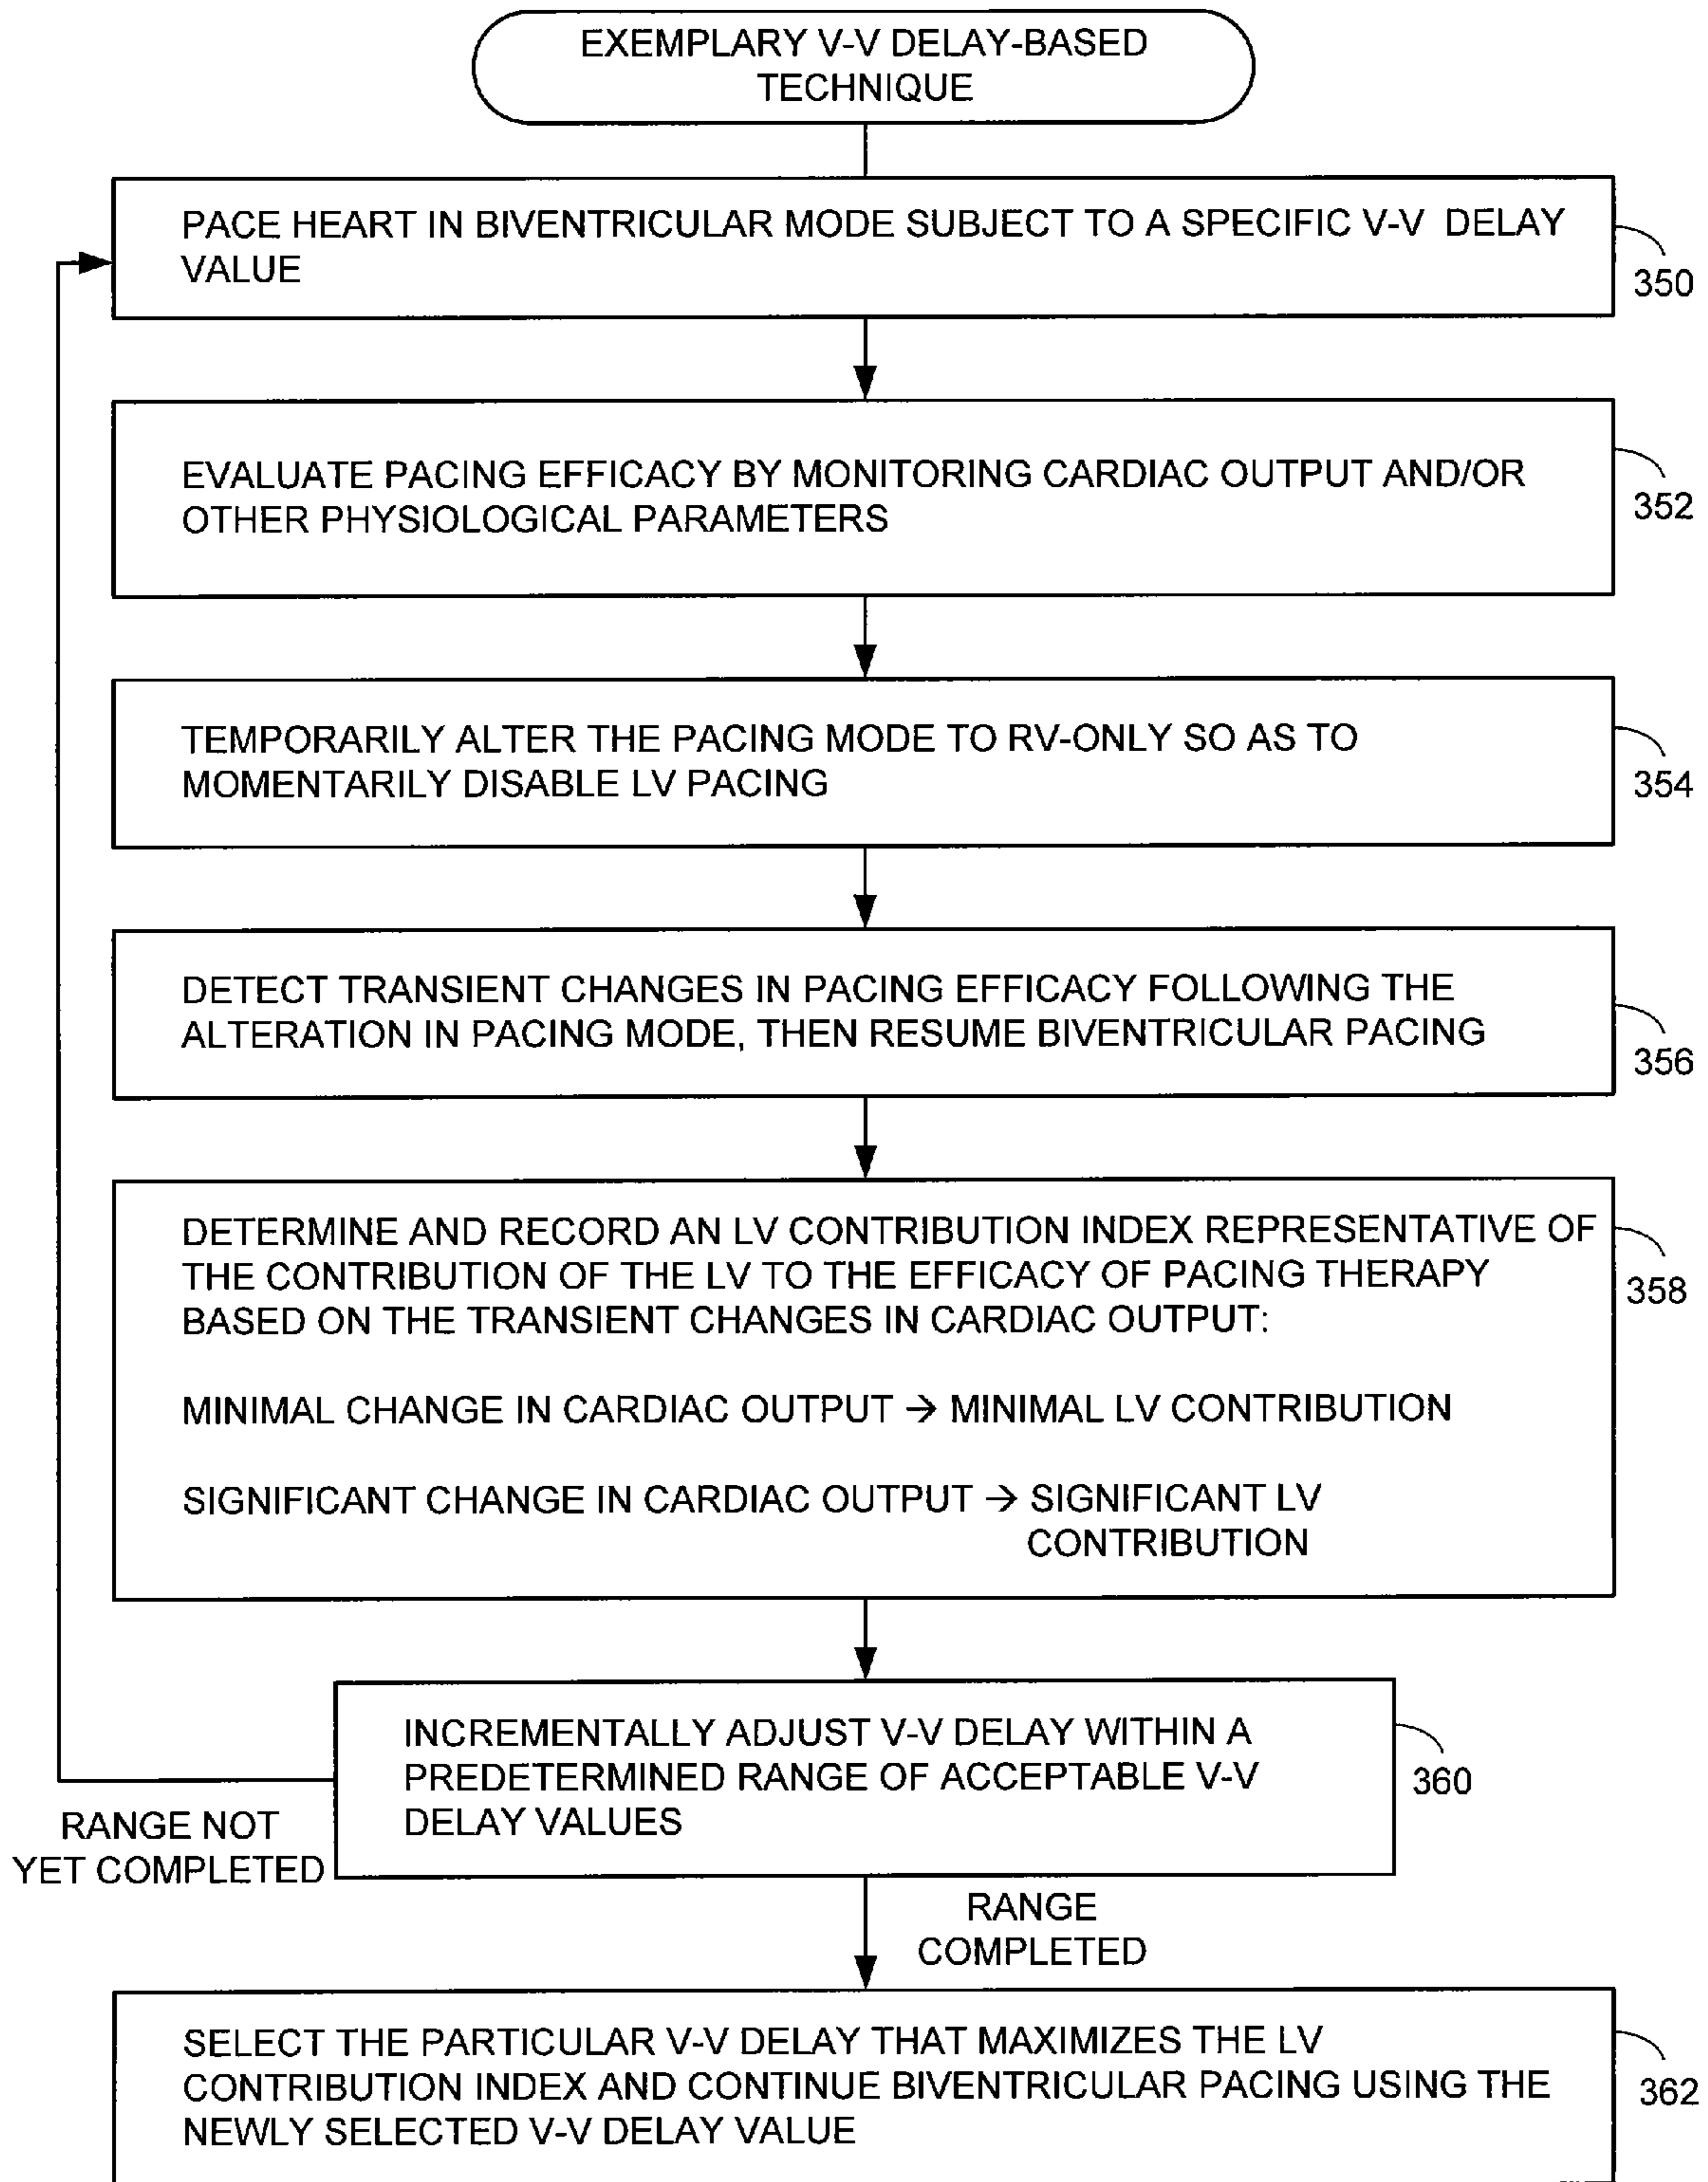 EXEMPLARY V-V DELAY-BASED
TECHNIQUE
PACE HEART IN BIVENTRICULAR MODE SUBJECT TO A SPECIFIC V-V DELAY
VALUE
350
EVALUATE PACING EFFICACY BY MONITORING CARDIAC OUTPUT AND/OR
OTHER PHYSIOLOGICAL PARAMETERS
352
TEMPORARILY ALTER THE PACING MODE TO RV-ONLY SO AS TO
MOMENTARILY DISABLE LV PACING
354
DETECT TRANSIENT CHANGES IN PACING EFFICACY FOLLOWING THE
ALTERATION IN PACING MODE, THEN RESUME BIVENTRICULAR PACING
356
DETERMINE AND RECORD AN LV CONTRIBUTION INDEX REPRESENTATIVE OF
THE CONTRIBUTION OF THE LV TO THE EFFICACY OF PACING THERAPY
BASED ON THE TRANSIENT CHANGES IN CARDIAC OUTPUT:
MINIMAL CHANGE IN CARDIAC OUTPUT → MINIMAL LV CONTRIBUTION
SIGNIFICANT CHANGE IN CARDIAC OUTPUT → SIGNIFICANT LV
CONTRIBUTION
358
INCREMENTALLY ADJUST V-V DELAY WITHIN A
PREDETERMINED RANGE OF ACCEPTABLE V-V
DELAY VALUES
360
RANGE NOT
YET COMPLETED
RANGE
COMPLETED
SELECT THE PARTICULAR V-V DELAY THAT MAXIMIZES THE LV
CONTRIBUTION INDEX AND CONTINUE BIVENTRICULAR PACING USING THE
NEWLY SELECTED V-V DELAY VALUE
362